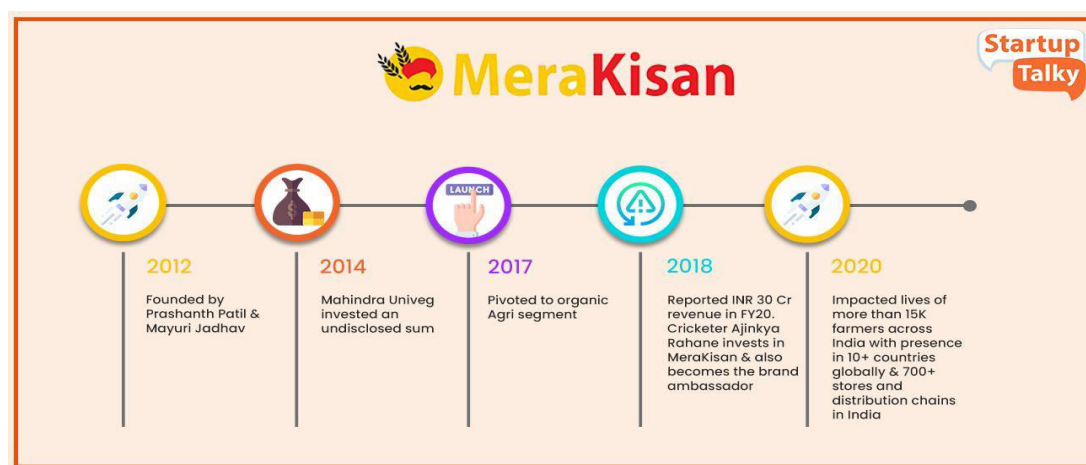 Startup
Talky
MeraKisan
LAUNCH
2012
Founded by
Prashanth Patil &
Mayuri Jadhav
2014
Mahindra Univeg
invested an
undisclosed sum
2017
Pivoted to organic
Agri segment
2018
Reported INR 30 Cr
revenue in FY20.
Cricketer Ajinkya
Rahane invests in
MeraKisan & also
becomes the brand
ambassador
2020
Impacted lives of
more than 15K
farmers across
India with presence
in 10+ countries
globally & 700+
stores and
distribution chains
in India